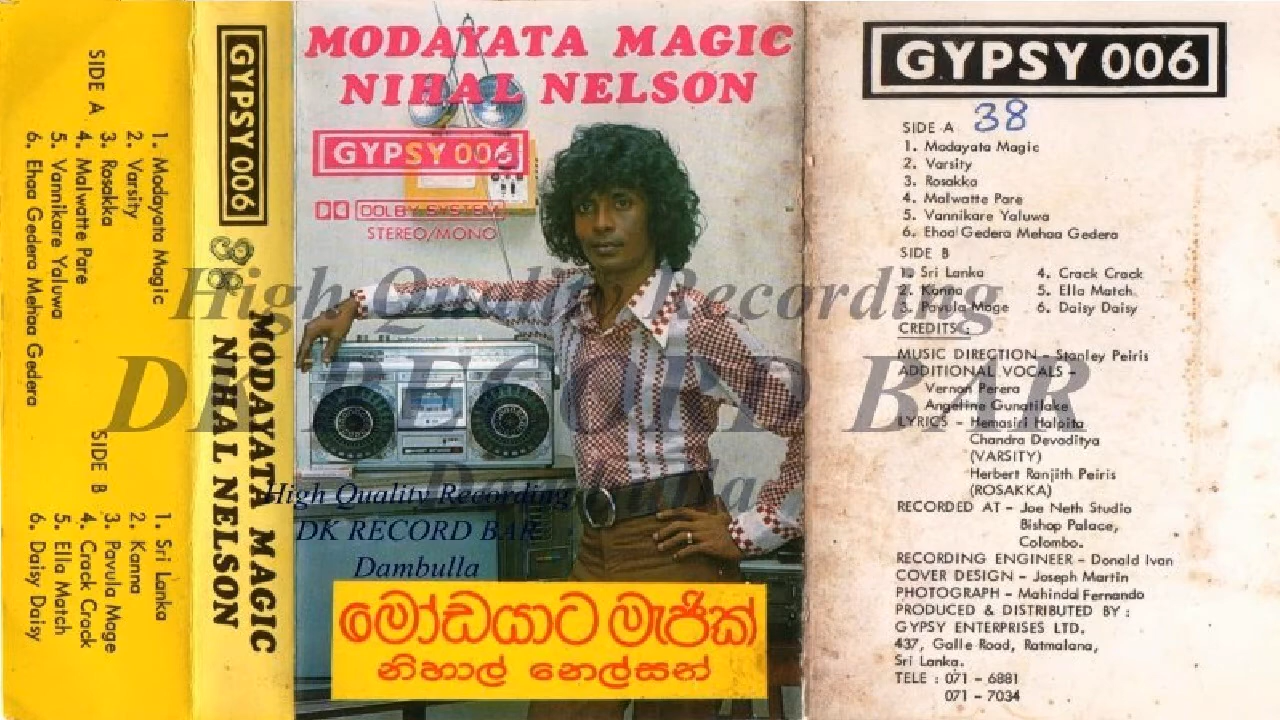 SIDE A
1. Modayata Magic
2. Varsity
3. Rosakka
4. Malwatte Pare
5. Vannikare Yaluwa
6. Ehaa Gedera Mehaa Gedera
SIDE B
1. Sri Lanka
2. Kanna
3. Pavula Mage
4. Crack Crack
5. Ella Match
6. Daisy Daisy
GYPSY 006
38
MODAYATA MAGIC
NIHAL NELSON
MODAYATA MAGIC
NIHAL NELSON
GYPSY 006
DOLBY SYSTEM
STEREO/MONO
High Quality Recording
DK RECORD BAR
Dambulla
High Quality Recording
DK RECORD BAR
Dambulla
මෝඩයාට මැජික්
නිහාල් නෙල්සන්
GYPSY 006
38
SIDE A
1. Modayata Magic
2. Varsity
3. Rosakka
4. Malwatte Pare
5. Vannikare Yaluwa
6. Ehaa Gedera Mehaa Gedera
SIDE B
1. Sri Lanka 4. Crack Crack
2. Kanna 5. Ella Match
3. Pavula Mage 6. Daisy Daisy
CREDITS :
MUSIC DIRECTION - Stanley Peiris
ADDITIONAL VOCALS -
Vernon Perera
Angeline Gunatilake
LYRICS - Hemasiri Halpita
Chandra Devaditya
(VARSITY)
Herbert Ranjith Peiris
(ROSAKKA)
RECORDED AT - Joe Neth Studio
Bishop Palace,
Colombo.
RECORDING ENGINEER - Donald Ivan
COVER DESIGN - Joseph Martin
PHOTOGRAPH - Mahinda Fernando
PRODUCED & DISTRIBUTED BY :
GYPSY ENTERPRISES LTD.
437, Galle Road, Ratmalana,
Sri Lanka.
TELE : 071 - 6881
071 - 7034